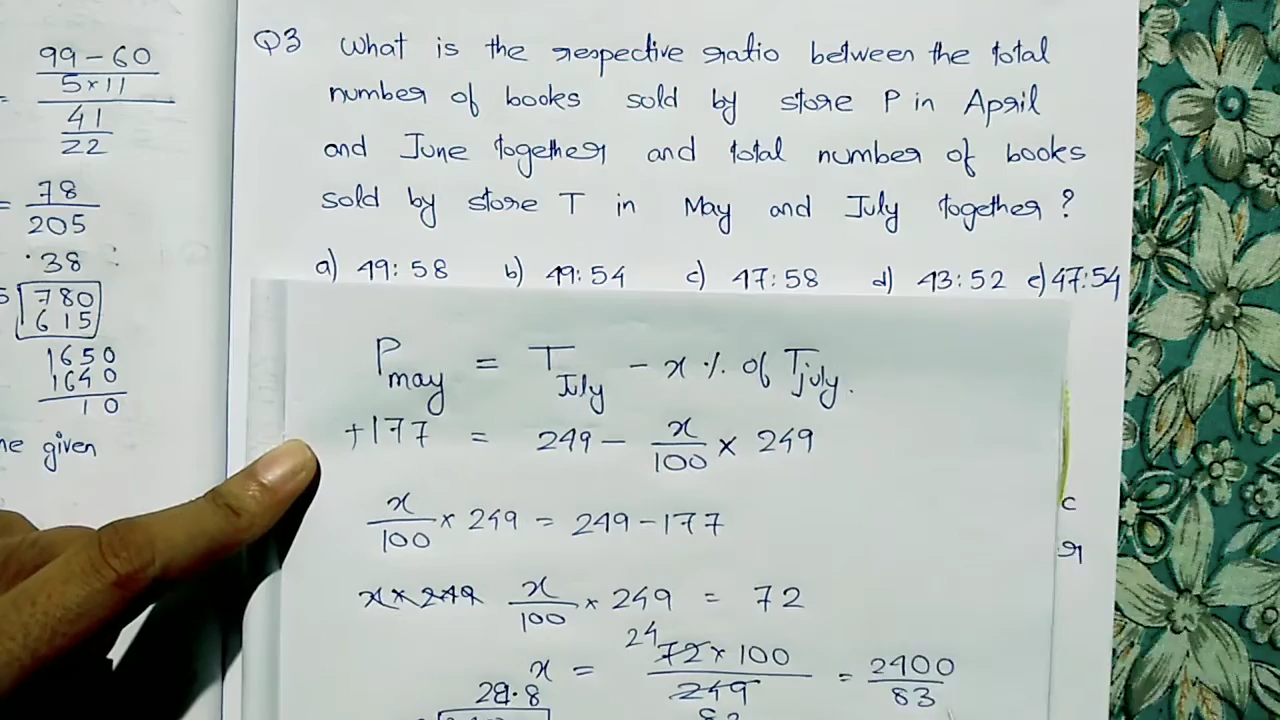 99 - 60
5 × 11
=
41
22
= 78
205
.38
5 780
615
1650
1640
10
ne given
Q3 What is the respective ratio between the total
number of books sold by store P in April
and June together and total number of books
sold by store T in May and July together ?
a) 49 : 58 b) 49 : 54 c) 47 : 58 d) 43 : 52 e) 47 : 54
P may = T July - x % of T july.
+177 = 249 - x/100 × 249
x/100 × 249 = 249 - 177
x × 249 x/100 × 249 = 72
24
x = 72 × 100 / 249 = 2400 / 83
c
r